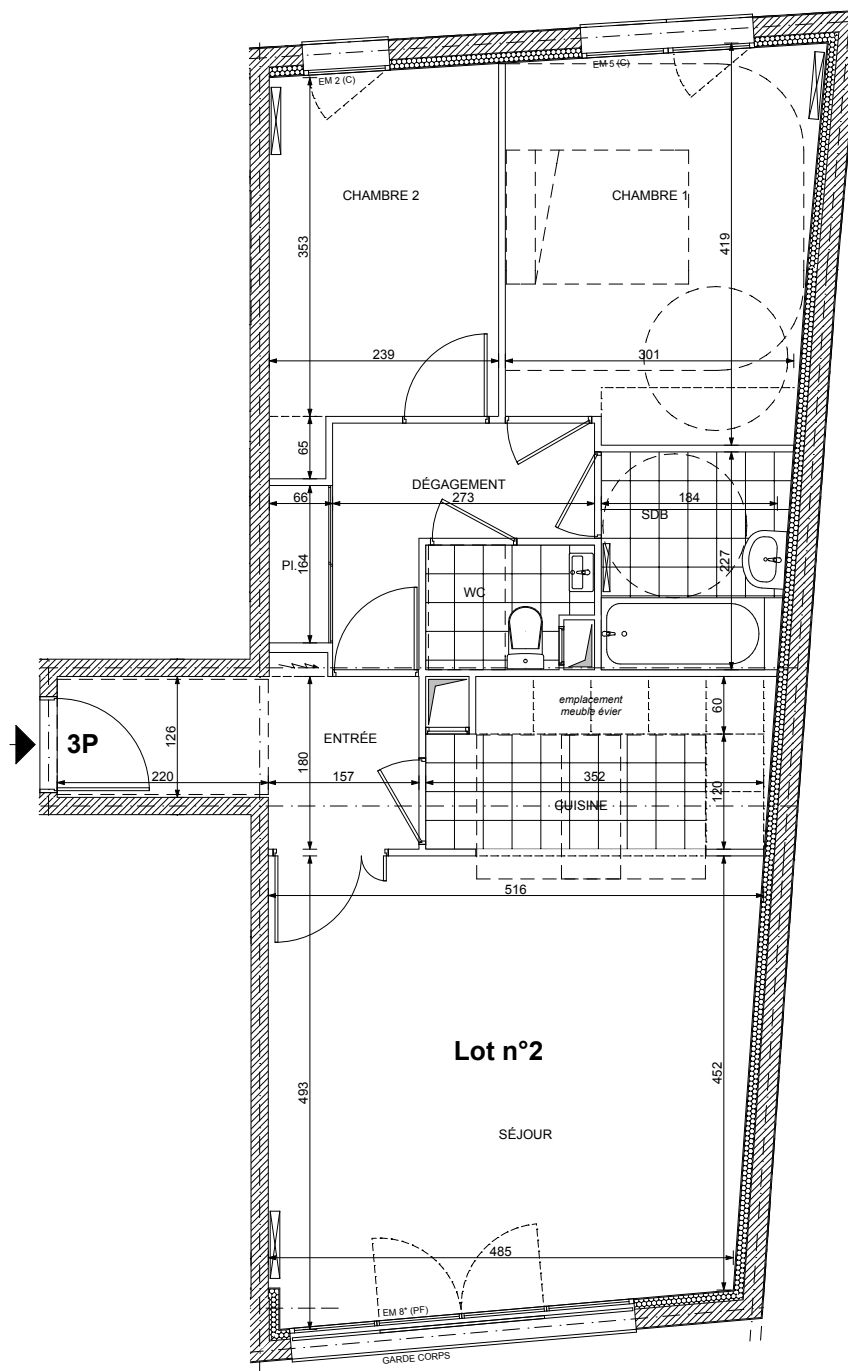 EM 2 (C)
EM 5 (C)
CHAMBRE 2
CHAMBRE 1
353
419
239
301
65
DÉGAGEMENT
66
273
184
SDB
Pl.
164
227
WC
emplacement
meuble évier
60
3P
126
ENTRÉE
180
220
157
352
120
CUISINE
516
Lot n°2
493
452
SÉJOUR
485
EM 8* (PF)
GARDE CORPS